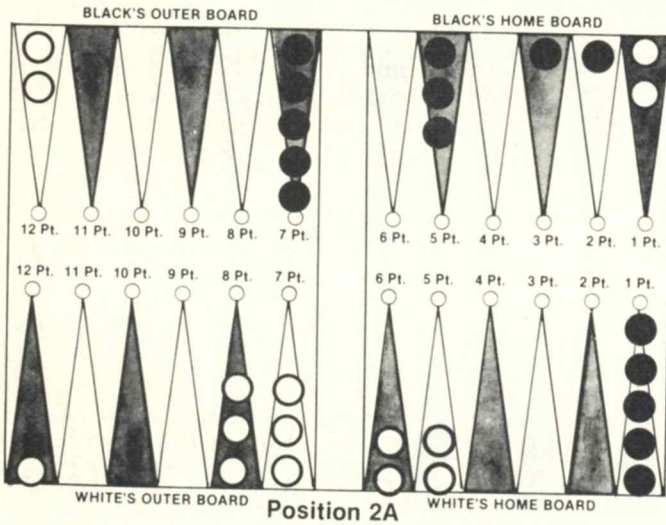 BLACK'S OUTER BOARD BLACK'S HOME BOARD
12 Pt. 11 Pt. 10 Pt. 9 Pt. 8 Pt. 7 Pt. 6 Pt. 5 Pt. 4 Pt. 3 Pt. 2 Pt. 1 Pt.
12 Pt. 11 Pt. 10 Pt. 9 Pt. 8 Pt. 7 Pt. 6 Pt. 5 Pt. 4 Pt. 3 Pt. 2 Pt. 1 Pt.
WHITE'S OUTER BOARD WHITE'S HOME BOARD
Position 2A